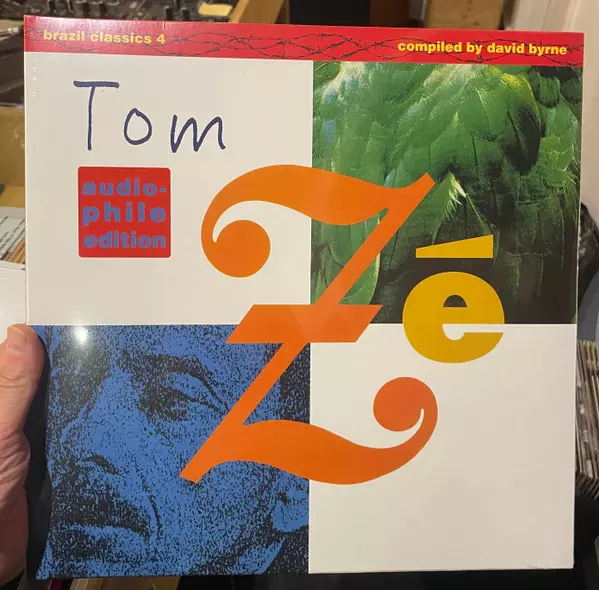 brazil classics 4
compiled by david byrne
Tom
Zé
audio-
phile
edition